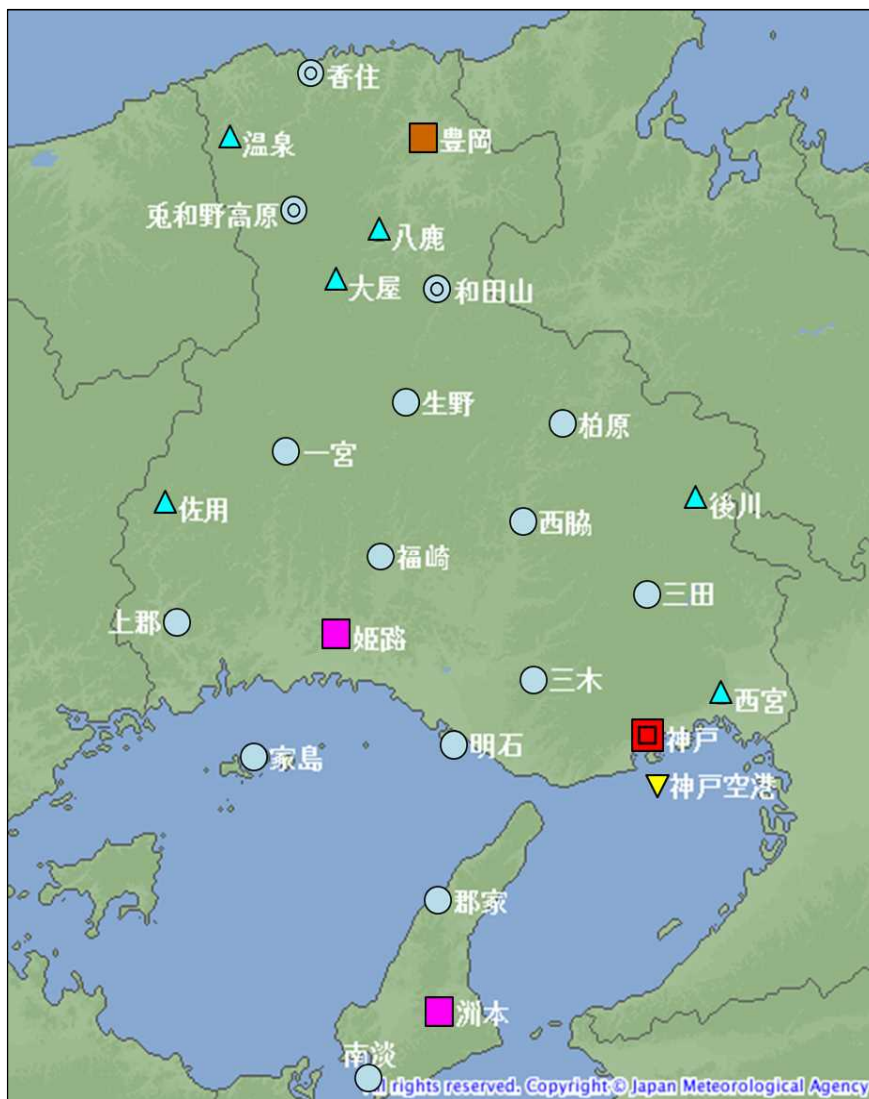 香住
温泉
豊岡
兎和野高原
八鹿
大屋
和田山
生野
柏原
一宮
佐用
後川
西脇
福崎
三田
上郡
姫路
三木
西宮
神戸
明石
家島
神戸空港
郡家
洲本
南淡
ll rights reserved. Copyright © Japan Meteorological Agency